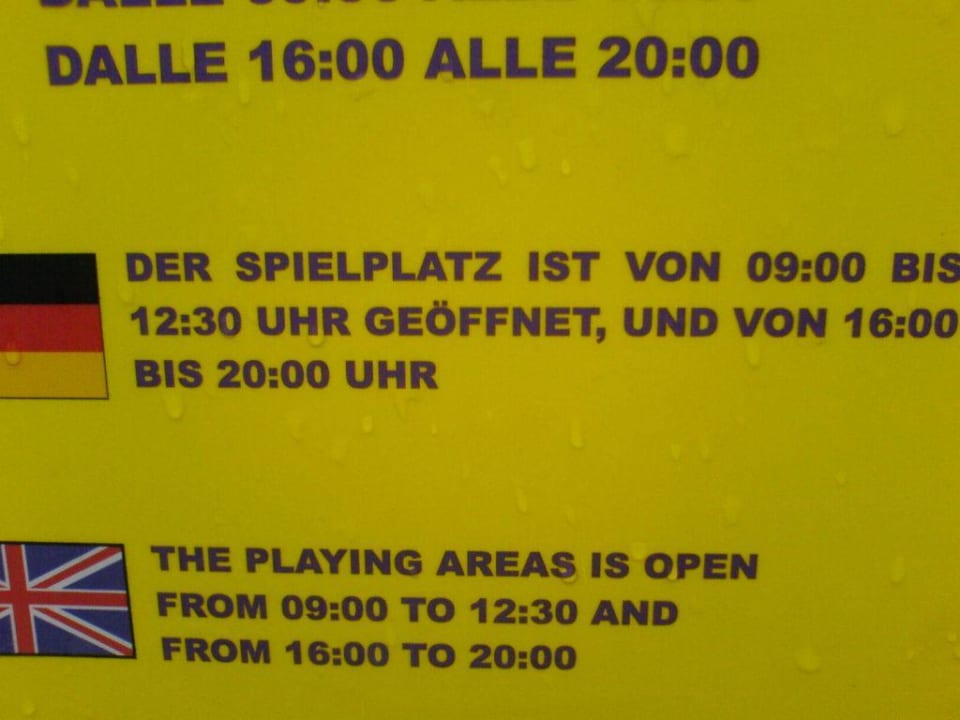 DALLE
DALLE 16:00 ALLE 20:00
DER SPIELPLATZ IST VON 09:00 BIS
12:30 UHR GEÖFFNET, UND VON 16:00
BIS 20:00 UHR
THE PLAYING AREAS IS OPEN
FROM 09:00 TO 12:30 AND
FROM 16:00 TO 20:00